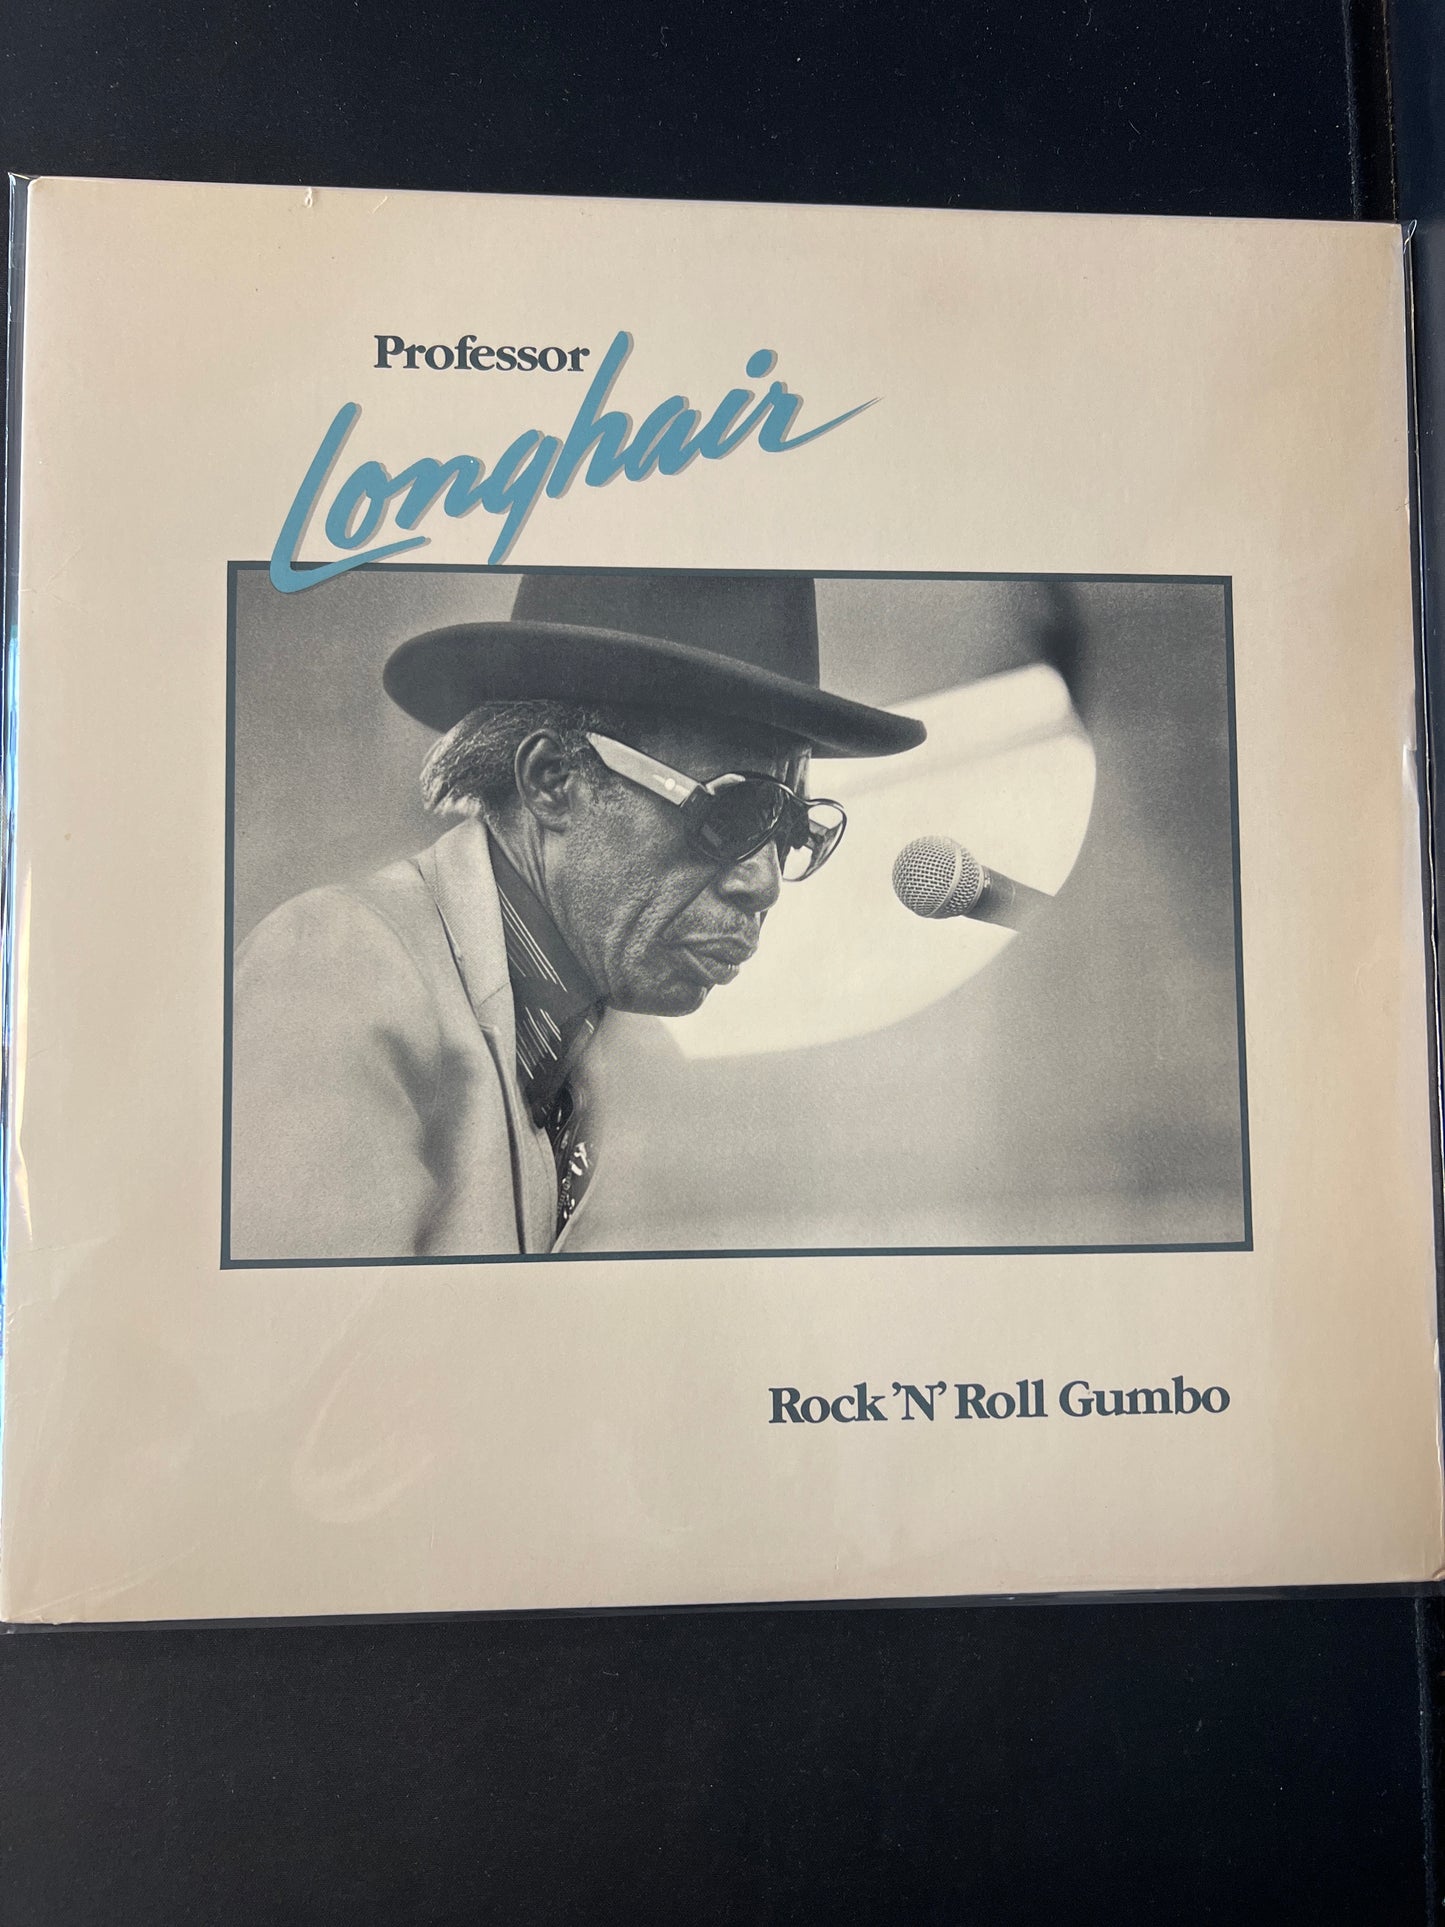 Professor
Longhair
Rock 'N' Roll Gumbo